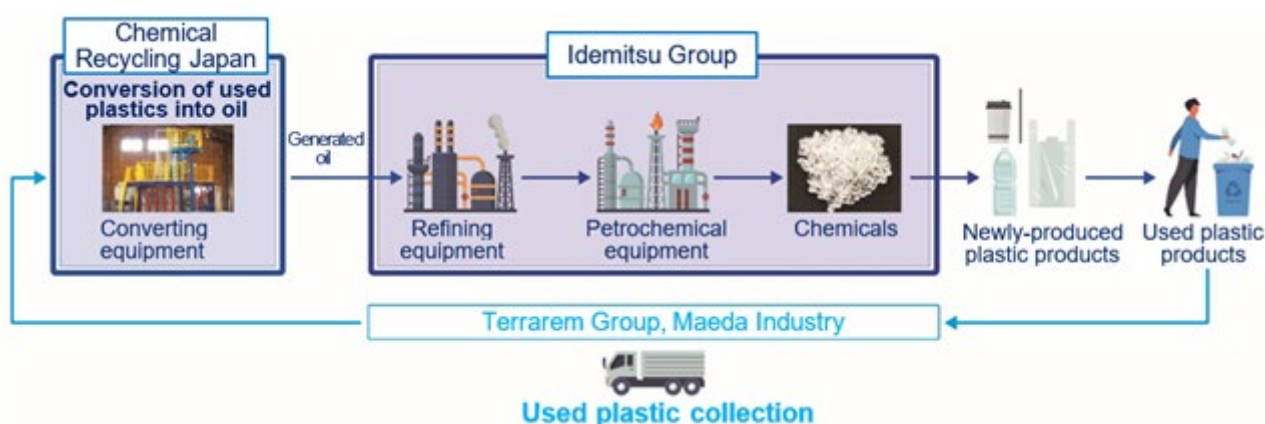 Chemical
Recycling Japan
Conversion of used
plastics into oil
Converting
equipment
Generated
oil
Idemitsu Group
Refining
equipment
Petrochemical
equipment
Chemicals
Newly-produced
plastic products
Used plastic
products
Terrarem Group, Maeda Industry
Used plastic collection